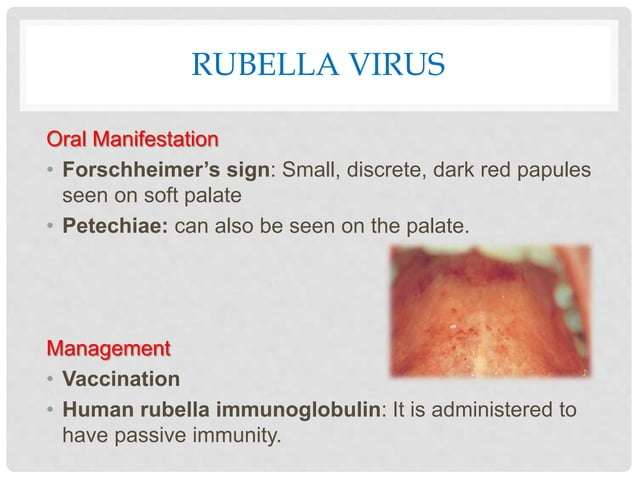 RUBELLA VIRUS
Oral Manifestation
• Forschheimer’s sign: Small, discrete, dark red papules
seen on soft palate
• Petechiae: can also be seen on the palate.
Management
• Vaccination
• Human rubella immunoglobulin: It is administered to
have passive immunity.